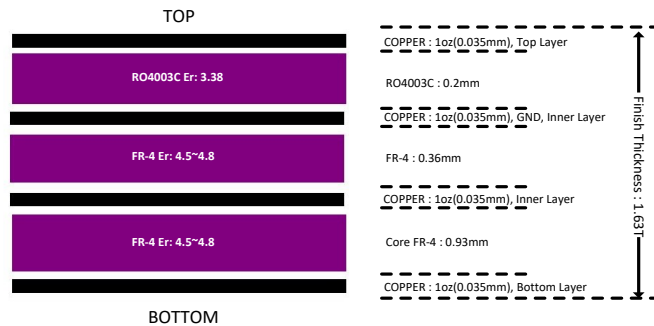 TOP
COPPER : 1oz(0.035mm), Top Layer
RO4003C Er: 3.38
RO4003C : 0.2mm
COPPER : 1oz(0.035mm), GND, Inner Layer
FR-4 Er: 4.5~4.8
FR-4 : 0.36mm
COPPER : 1oz(0.035mm), Inner Layer
FR-4 Er: 4.5~4.8
Core FR-4 : 0.93mm
COPPER : 1oz(0.035mm), Bottom Layer
BOTTOM
Finish Thickness : 1.63T